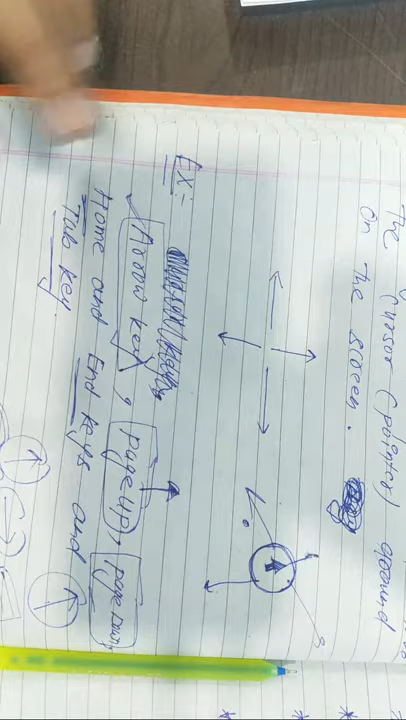 The cursor (pointer) around
on the screen.
Ex:-
Arrow key, page up, page down
Home and End keys and
Tab key.